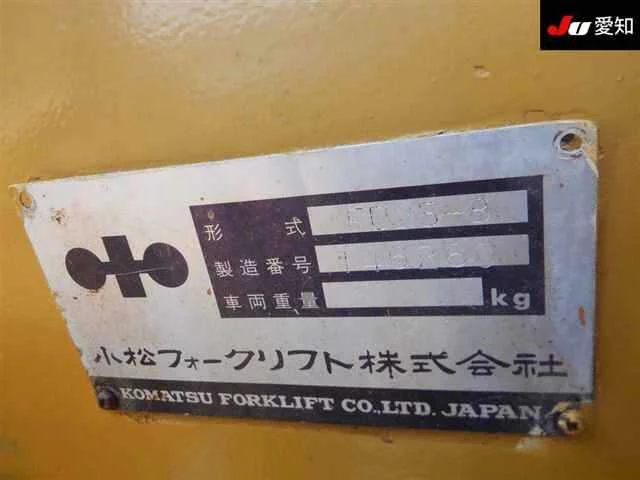 JU 愛知
形式
製造番号
車両重量 kg
小松フォークリフト株式会社
KOMATSU FORKLIFT CO.,LTD. JAPAN